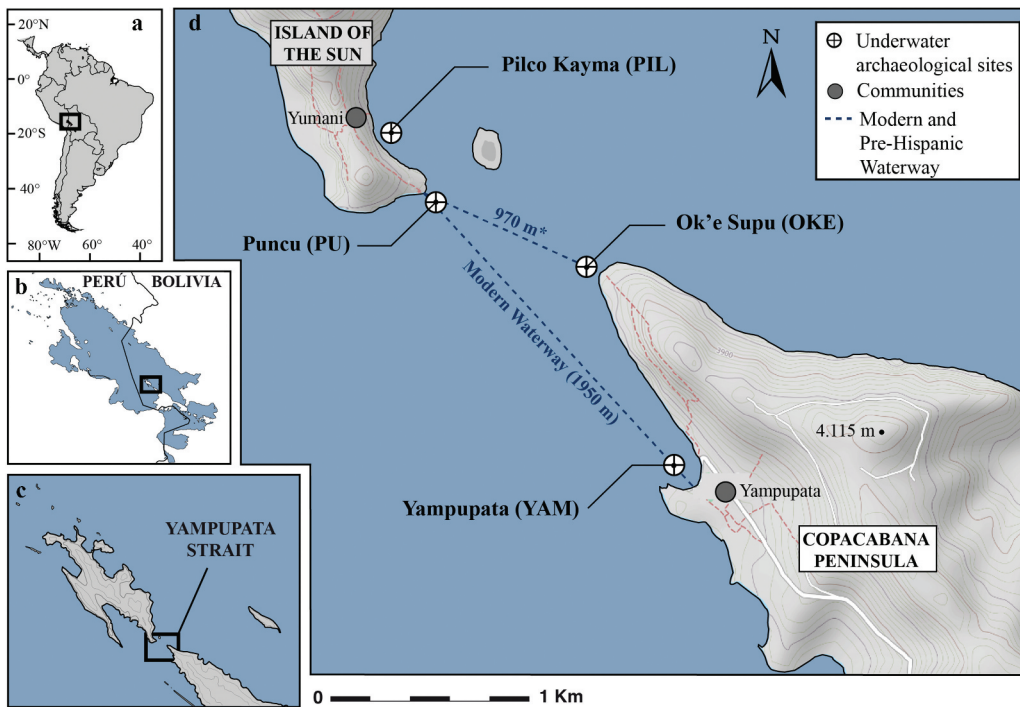 a
20°N
0°
20°S
40°
80°W
60°
40°
b
PERÚ
BOLIVIA
c
YAMPUPATA
STRAIT
d
ISLAND OF
THE SUN
Pilco Kayma (PIL)
Yumani
Puncu (PU)
970 m*
Ok'e Supu (OKE)
Modern Waterway (1950 m)
3900
4.115 m
Yampupata (YAM)
Yampupata
COPACABANA
PENINSULA
N
Underwater
archaeological sites
Communities
Modern and
Pre-Hispanic
Waterway
0
1 Km